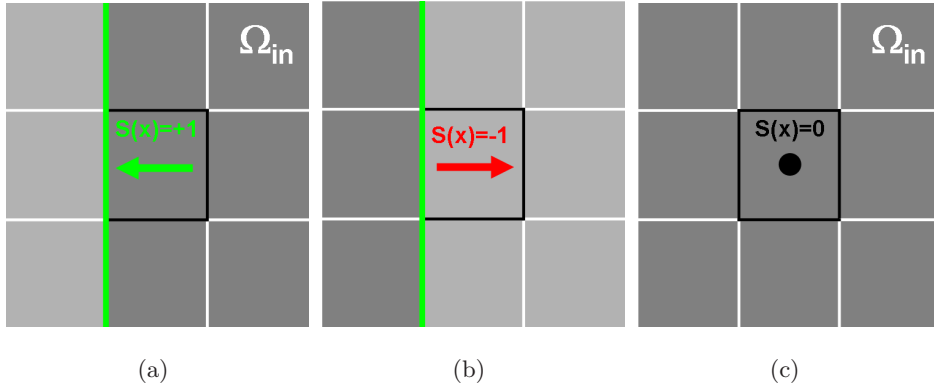 Ωin
S(x)=+1
S(x)=-1
Ωin
S(x)=0
(a)
(b)
(c)